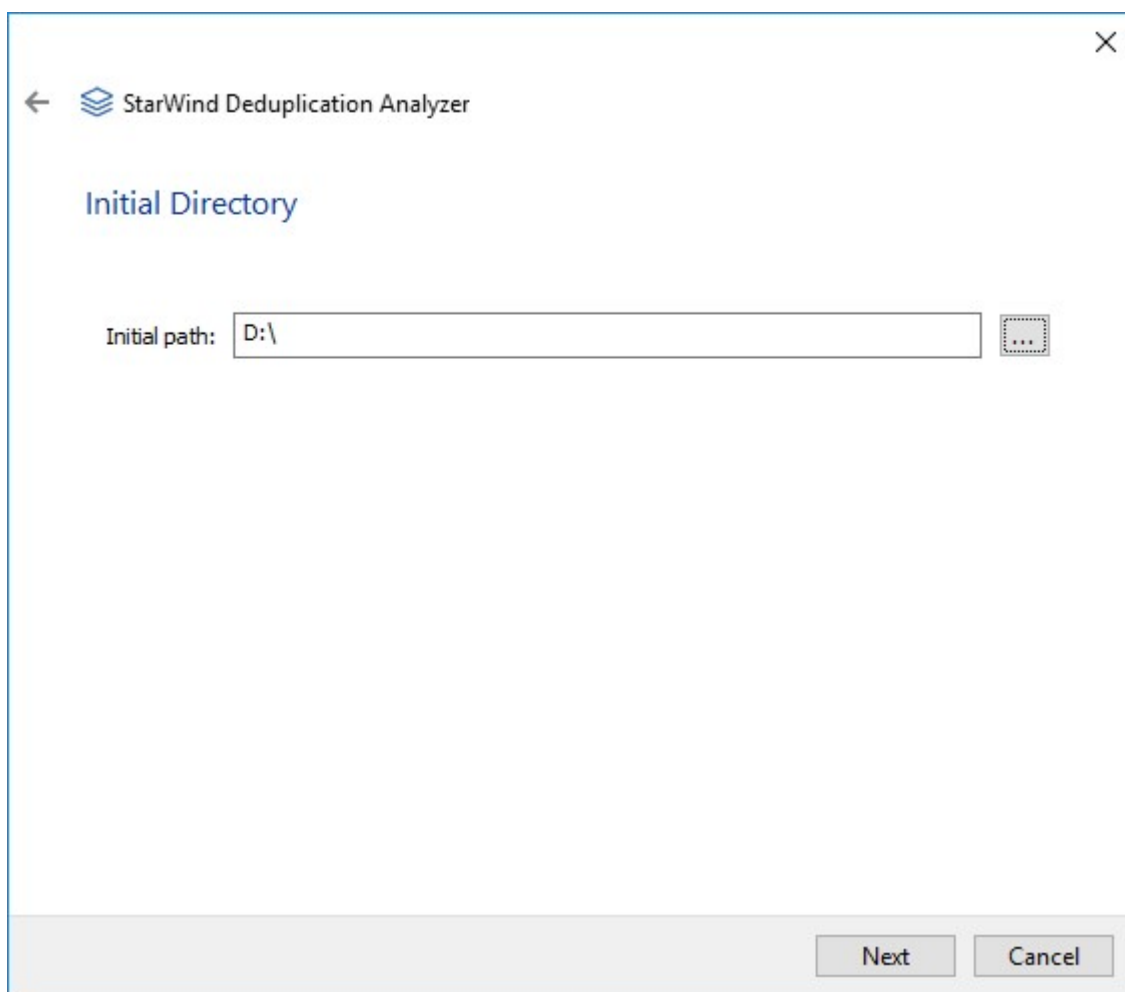 StarWind Deduplication Analyzer
Initial Directory
Initial path: D:\ ...
Next Cancel